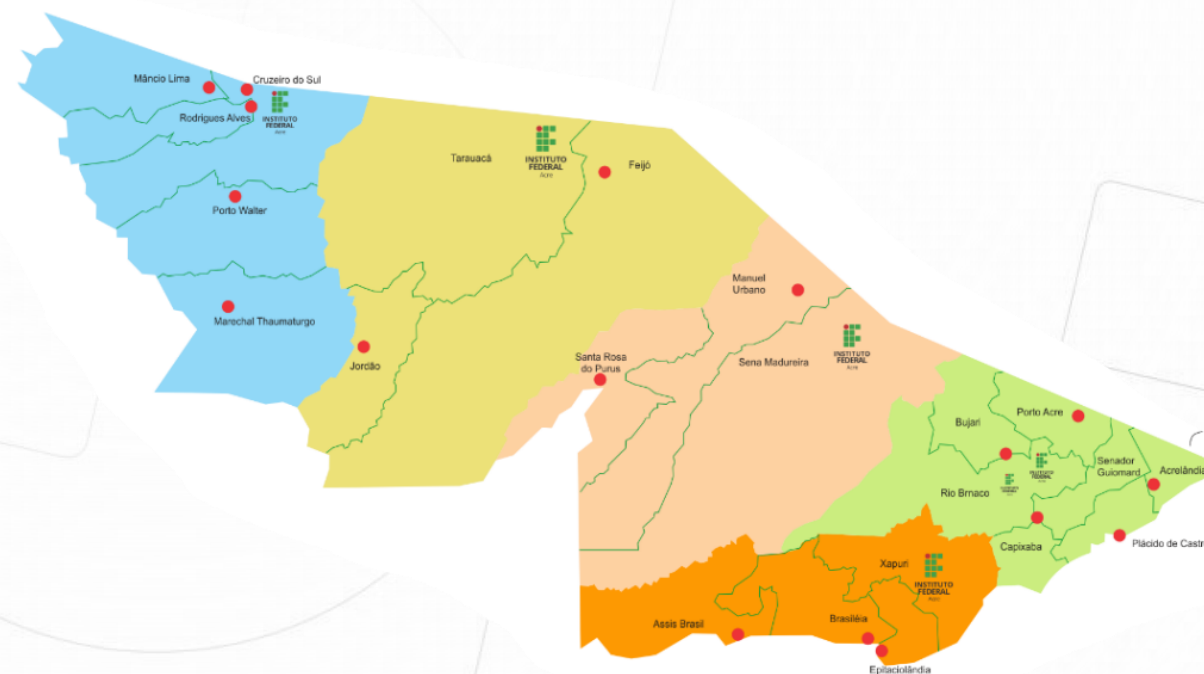 Mâncio Lima
Cruzeiro do Sul
Rodrigues Alves
INSTITUTO
FEDERAL
Acre
Porto Walter
Marechal Thaumaturgo
Tarauacá
INSTITUTO
FEDERAL
Acre
Feijó
Jordão
Manuel
Urbano
Santa Rosa
do Purus
Sena Madureira
INSTITUTO
FEDERAL
Acre
Bujari
Porto Acre
Senador
Guiomard
Acrelândia
Rio Brnaco
INSTITUTO
FEDERAL
Capixaba
Plácido de Castr
Xapuri
INSTITUTO
FEDERAL
Acre
Assis Brasil
Brasiléia
Epitaciolândia